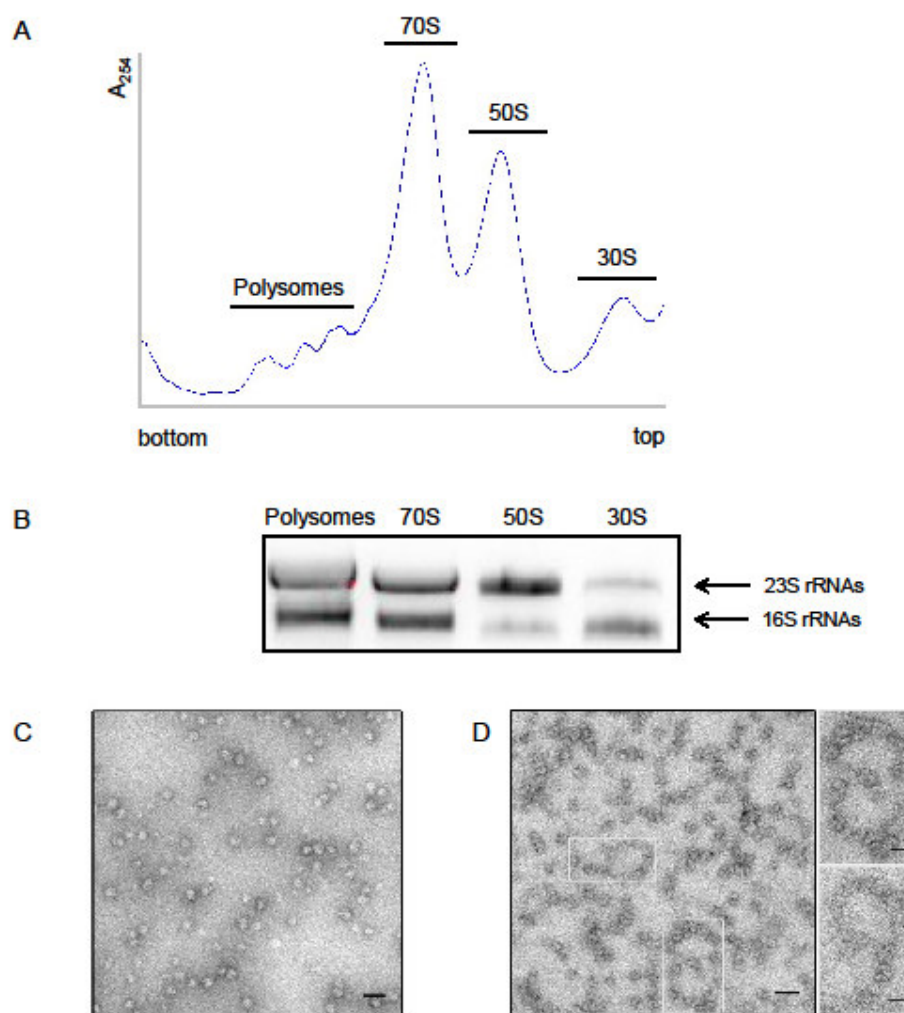 A
A254
70S
50S
30S
Polysomes
bottom
top
B
Polysomes 70S 50S 30S
23S rRNAs
16S rRNAs
C
D